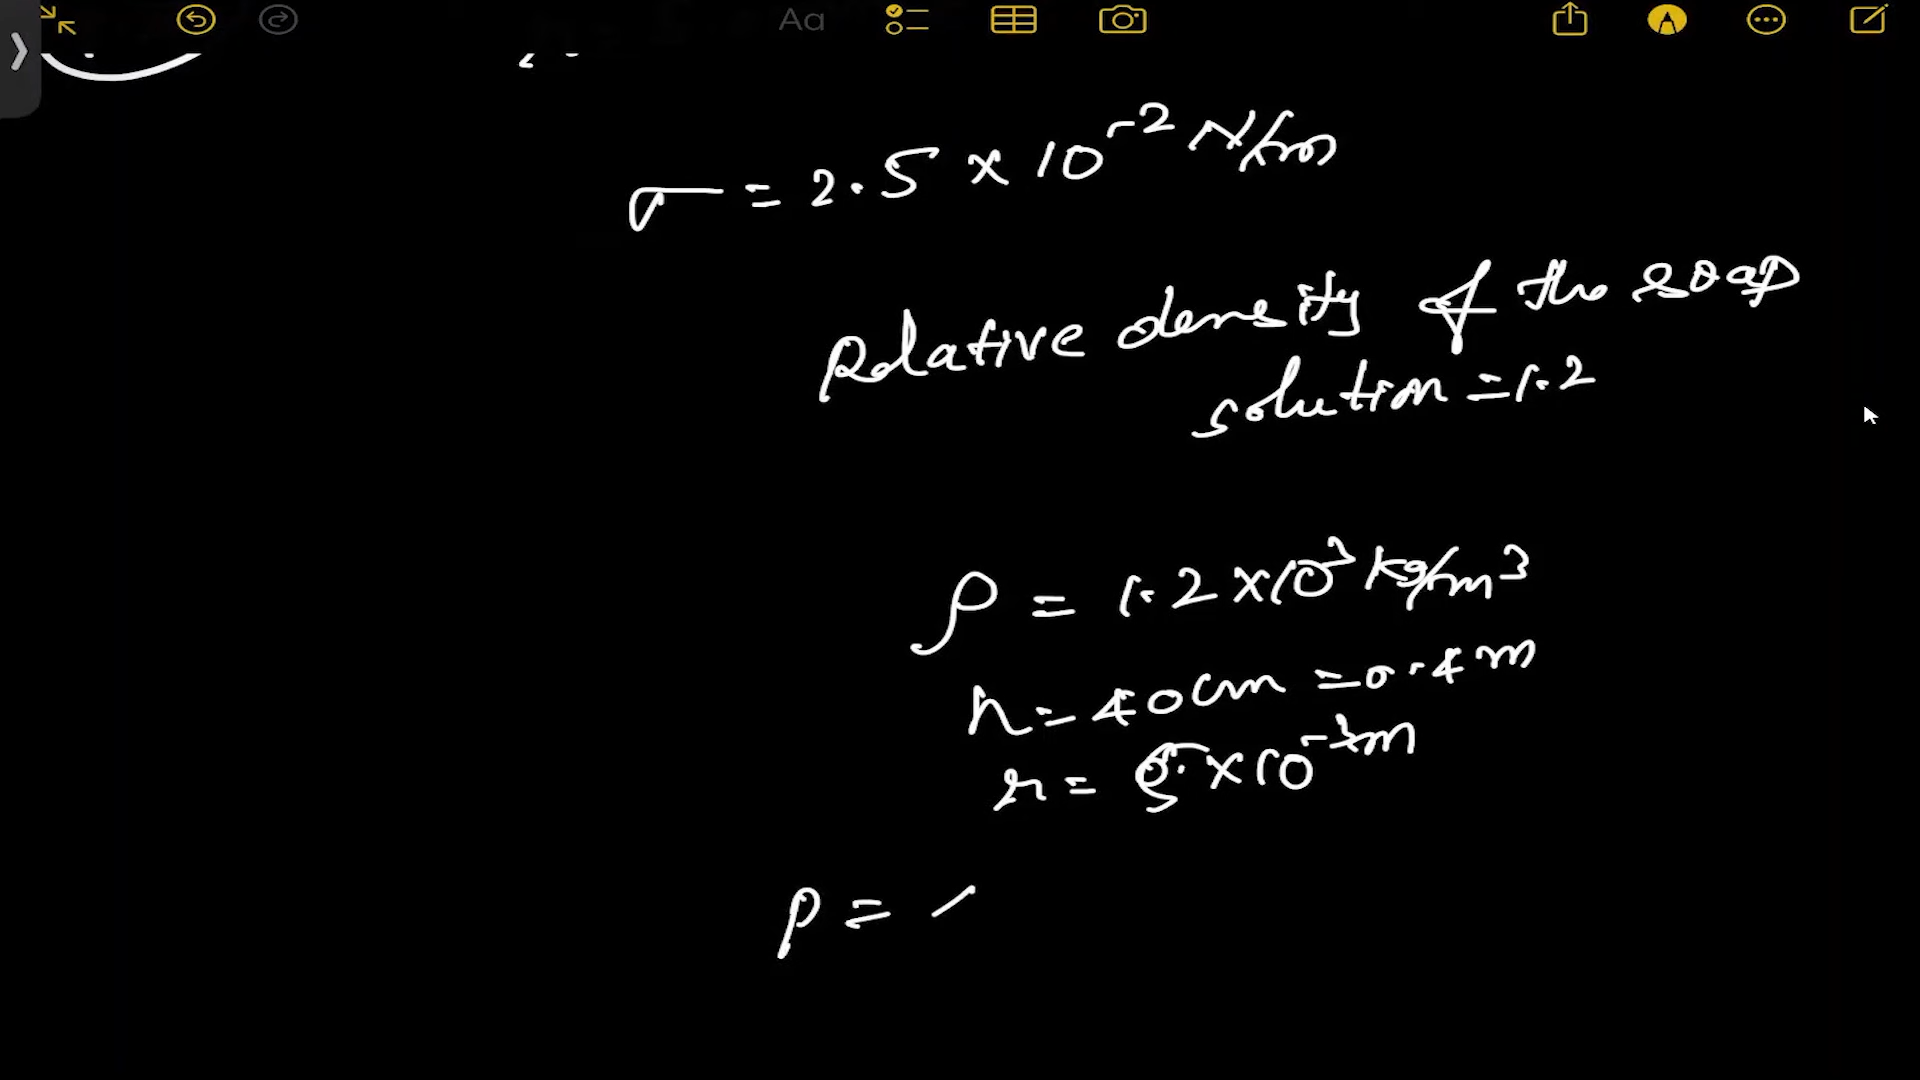 Aa
σ = 2.5 × 10⁻² N/m
Relative density of the soap
solution = 1.2
ρ = 1.2 × 10³ kg/m³
h = 40 cm = 0.4 m
r = 5 × 10⁻³ m
P =